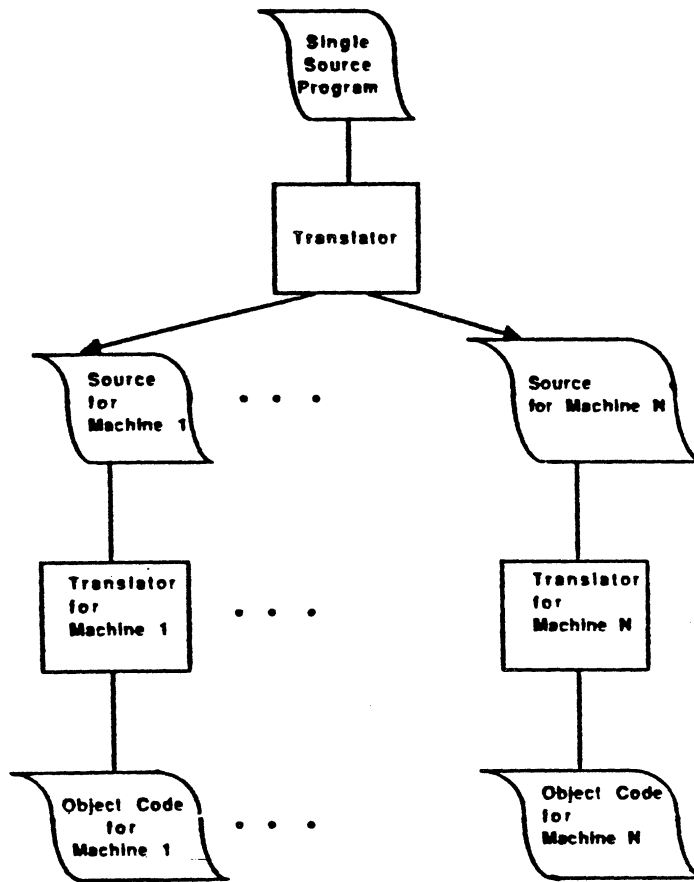 Single
Source
Program
Translator
Source
for
Machine 1
• • •
Source
for Machine N
Translator
for
Machine 1
• • •
Translator
for
Machine N
Object Code
for
Machine 1
• • •
Object Code
for
Machine N